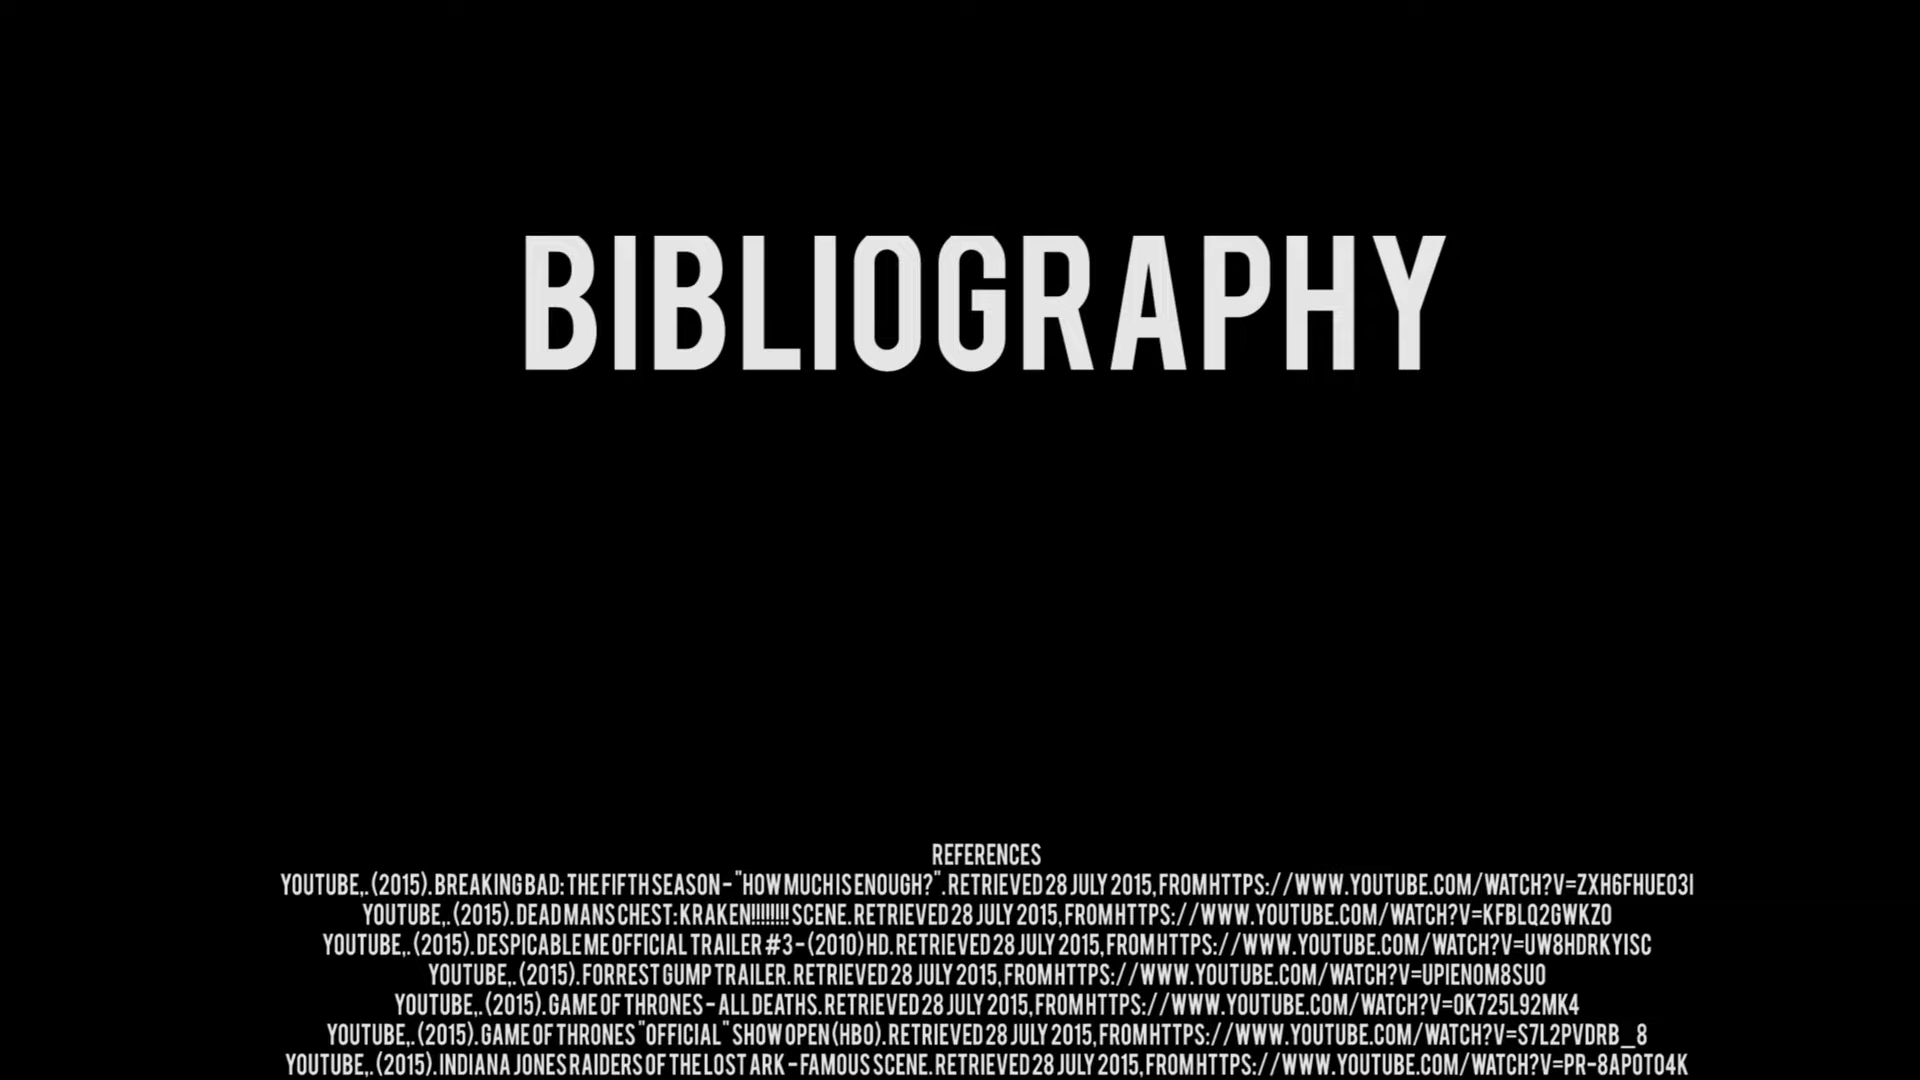 BIBLIOGRAPHY
REFERENCES
YOUTUBE,. (2015). BREAKING BAD: THE FIFTH SEASON - "HOW MUCH IS ENOUGH?". RETRIEVED 28 JULY 2015, FROM HTTPS://WWW.YOUTUBE.COM/WATCH?V=ZXH6FHUE03I
YOUTUBE,. (2015). DEAD MANS CHEST: KRAKEN!!!!!!!! SCENE. RETRIEVED 28 JULY 2015, FROM HTTPS://WWW.YOUTUBE.COM/WATCH?V=KFBLQ2GWKZ0
YOUTUBE,. (2015). DESPICABLE ME OFFICIAL TRAILER #3 - (2010) HD. RETRIEVED 28 JULY 2015, FROM HTTPS://WWW.YOUTUBE.COM/WATCH?V=UW8HDRKYISC
YOUTUBE,. (2015). FORREST GUMP TRAILER. RETRIEVED 28 JULY 2015, FROM HTTPS://WWW.YOUTUBE.COM/WATCH?V=UPIENOM8SU0
YOUTUBE,. (2015). GAME OF THRONES - ALL DEATHS. RETRIEVED 28 JULY 2015, FROM HTTPS://WWW.YOUTUBE.COM/WATCH?V=OK725L92MK4
YOUTUBE,. (2015). GAME OF THRONES "OFFICIAL" SHOW OPEN (HBO). RETRIEVED 28 JULY 2015, FROM HTTPS://WWW.YOUTUBE.COM/WATCH?V=S7L2PVDRB_8
YOUTUBE,. (2015). INDIANA JONES RAIDERS OF THE LOST ARK - FAMOUS SCENE. RETRIEVED 28 JULY 2015, FROM HTTPS://WWW.YOUTUBE.COM/WATCH?V=PR-8AP0TO4K